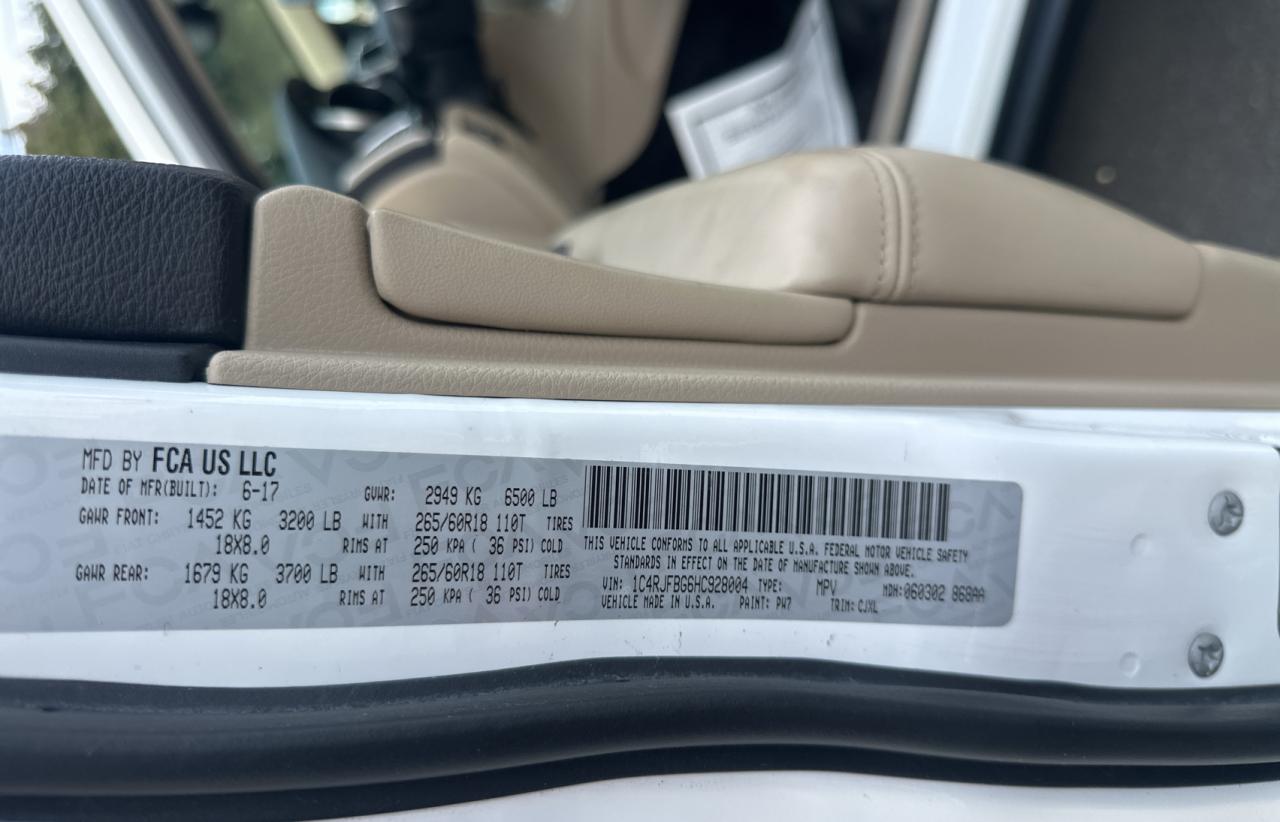 MFD BY FCA US LLC
DATE OF MFR(BUILT): 6-17 GVWR: 2949 KG 6500 LB
GAWR FRONT: 1452 KG 3200 LB WITH 265/60R18 110T TIRES
18X8.0 RIMS AT 250 KPA ( 36 PSI) COLD
GAWR REAR: 1679 KG 3700 LB WITH 265/60R18 110T TIRES
18X8.0 RIMS AT 250 KPA ( 36 PSI) COLD
THIS VEHICLE CONFORMS TO ALL APPLICABLE U.S.A. FEDERAL MOTOR VEHICLE SAFETY
STANDARDS IN EFFECT ON THE DATE OF MANUFACTURE SHOWN ABOVE.
VIN: 1C4RJFBG6HC928004 TYPE: MPV MDH:060302 868AA
VEHICLE MADE IN U.S.A. PAINT: PW7 TRIM: CJXL